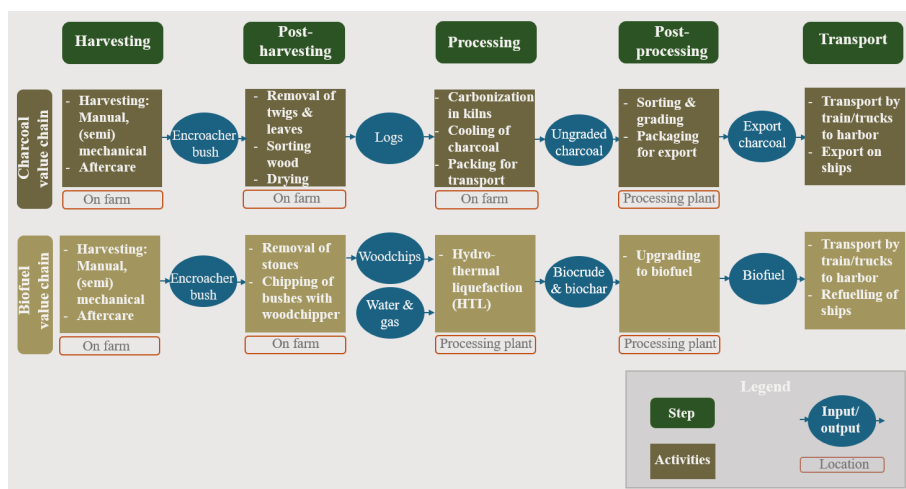 Harvesting
Post-
harvesting
Processing
Post-
processing
Transport
Charcoal
value chain
- Harvesting:
Manual,
(semi)
mechanical
- Aftercare
Encroacher
bush
- Removal of
twigs &
leaves
- Sorting
wood
- Drying
Logs
- Carbonization
in kilns
- Cooling of
charcoal
- Packing for
transport
Ungraded
charcoal
- Sorting &
grading
- Packaging
for export
Export
charcoal
- Transport by
train/trucks
to harbor
- Export on
ships
On farm
On farm
On farm
Processing plant
Biofuel
value chain
- Harvesting:
Manual,
(semi)
mechanical
- Aftercare
Encroacher
bush
- Removal of
stones
- Chipping of
bushes with
woodchipper
Woodchips
Water &
gas
- Hydro-
thermal
liquefaction
(HTL)
Biocrude
& biochar
- Upgrading
to biofuel
Biofuel
- Transport by
train/trucks
to harbor
- Refuelling of
ships
On farm
On farm
Processing plant
Processing plant
Legend
Step
Input/
output
Activities
Location